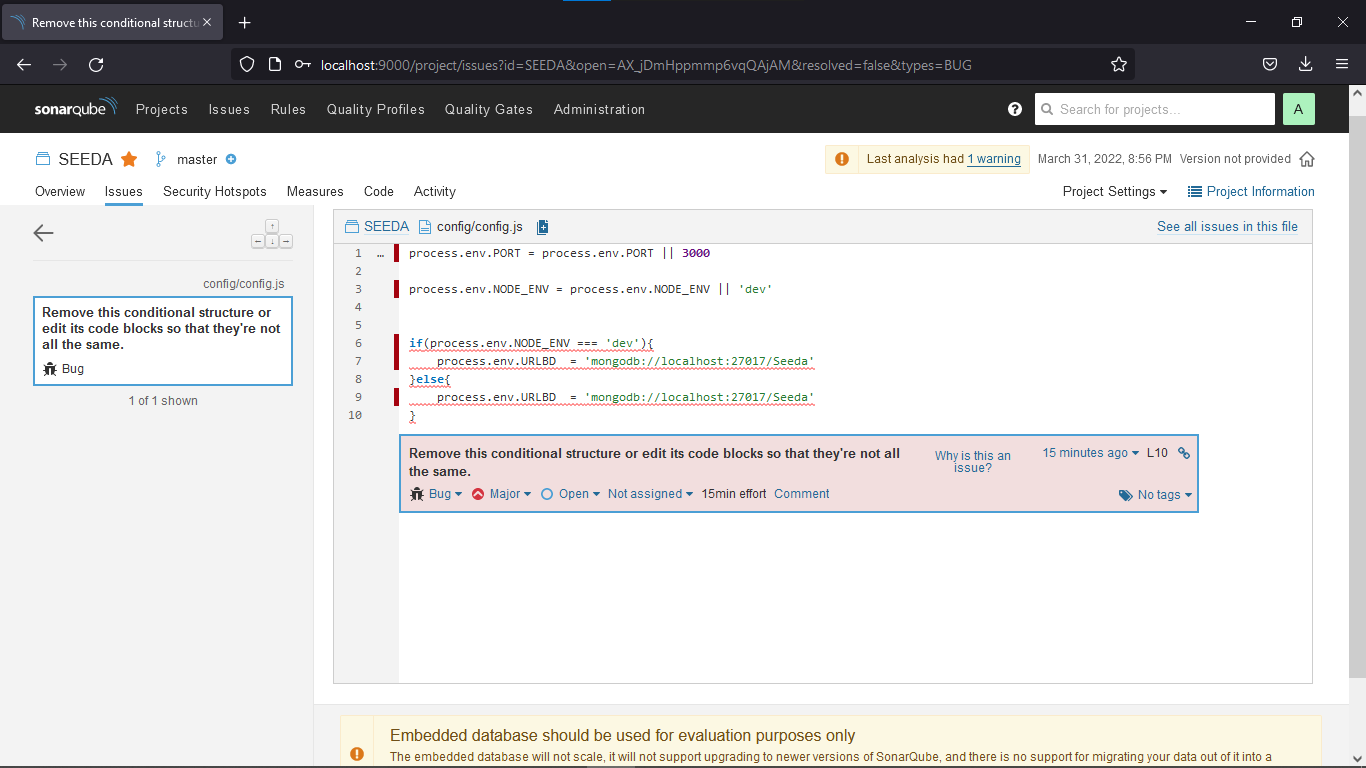 Remove this conditional structu
localhost:9000/project/issues?id=SEEDA&open=AX_jDmHppmmp6vqQAjAM&resolved=false&types=BUG
sonarqube Projects Issues Rules Quality Profiles Quality Gates Administration ? Search for projects... A
SEEDA master Last analysis had 1 warning March 31, 2022, 8:56 PM Version not provided
Overview Issues Security Hotspots Measures Code Activity Project Settings Project Information
config/config.js
Remove this conditional structure or
edit its code blocks so that they're not
all the same.
Bug
1 of 1 shown
SEEDA config/config.js See all issues in this file
1 … process.env.PORT = process.env.PORT || 3000
2
3 process.env.NODE_ENV = process.env.NODE_ENV || 'dev'
4
5
6 if(process.env.NODE_ENV === 'dev'){
7 process.env.URLBD  = 'mongodb://localhost:27017/Seeda'
8 }else{
9 process.env.URLBD  = 'mongodb://localhost:27017/Seeda'
10 }
Remove this conditional structure or edit its code blocks so that they're not all
the same.
Why is this an
issue?
15 minutes ago L10
Bug Major Open Not assigned 15min effort Comment No tags
Embedded database should be used for evaluation purposes only
The embedded database will not scale, it will not support upgrading to newer versions of SonarQube, and there is no support for migrating your data out of it into a